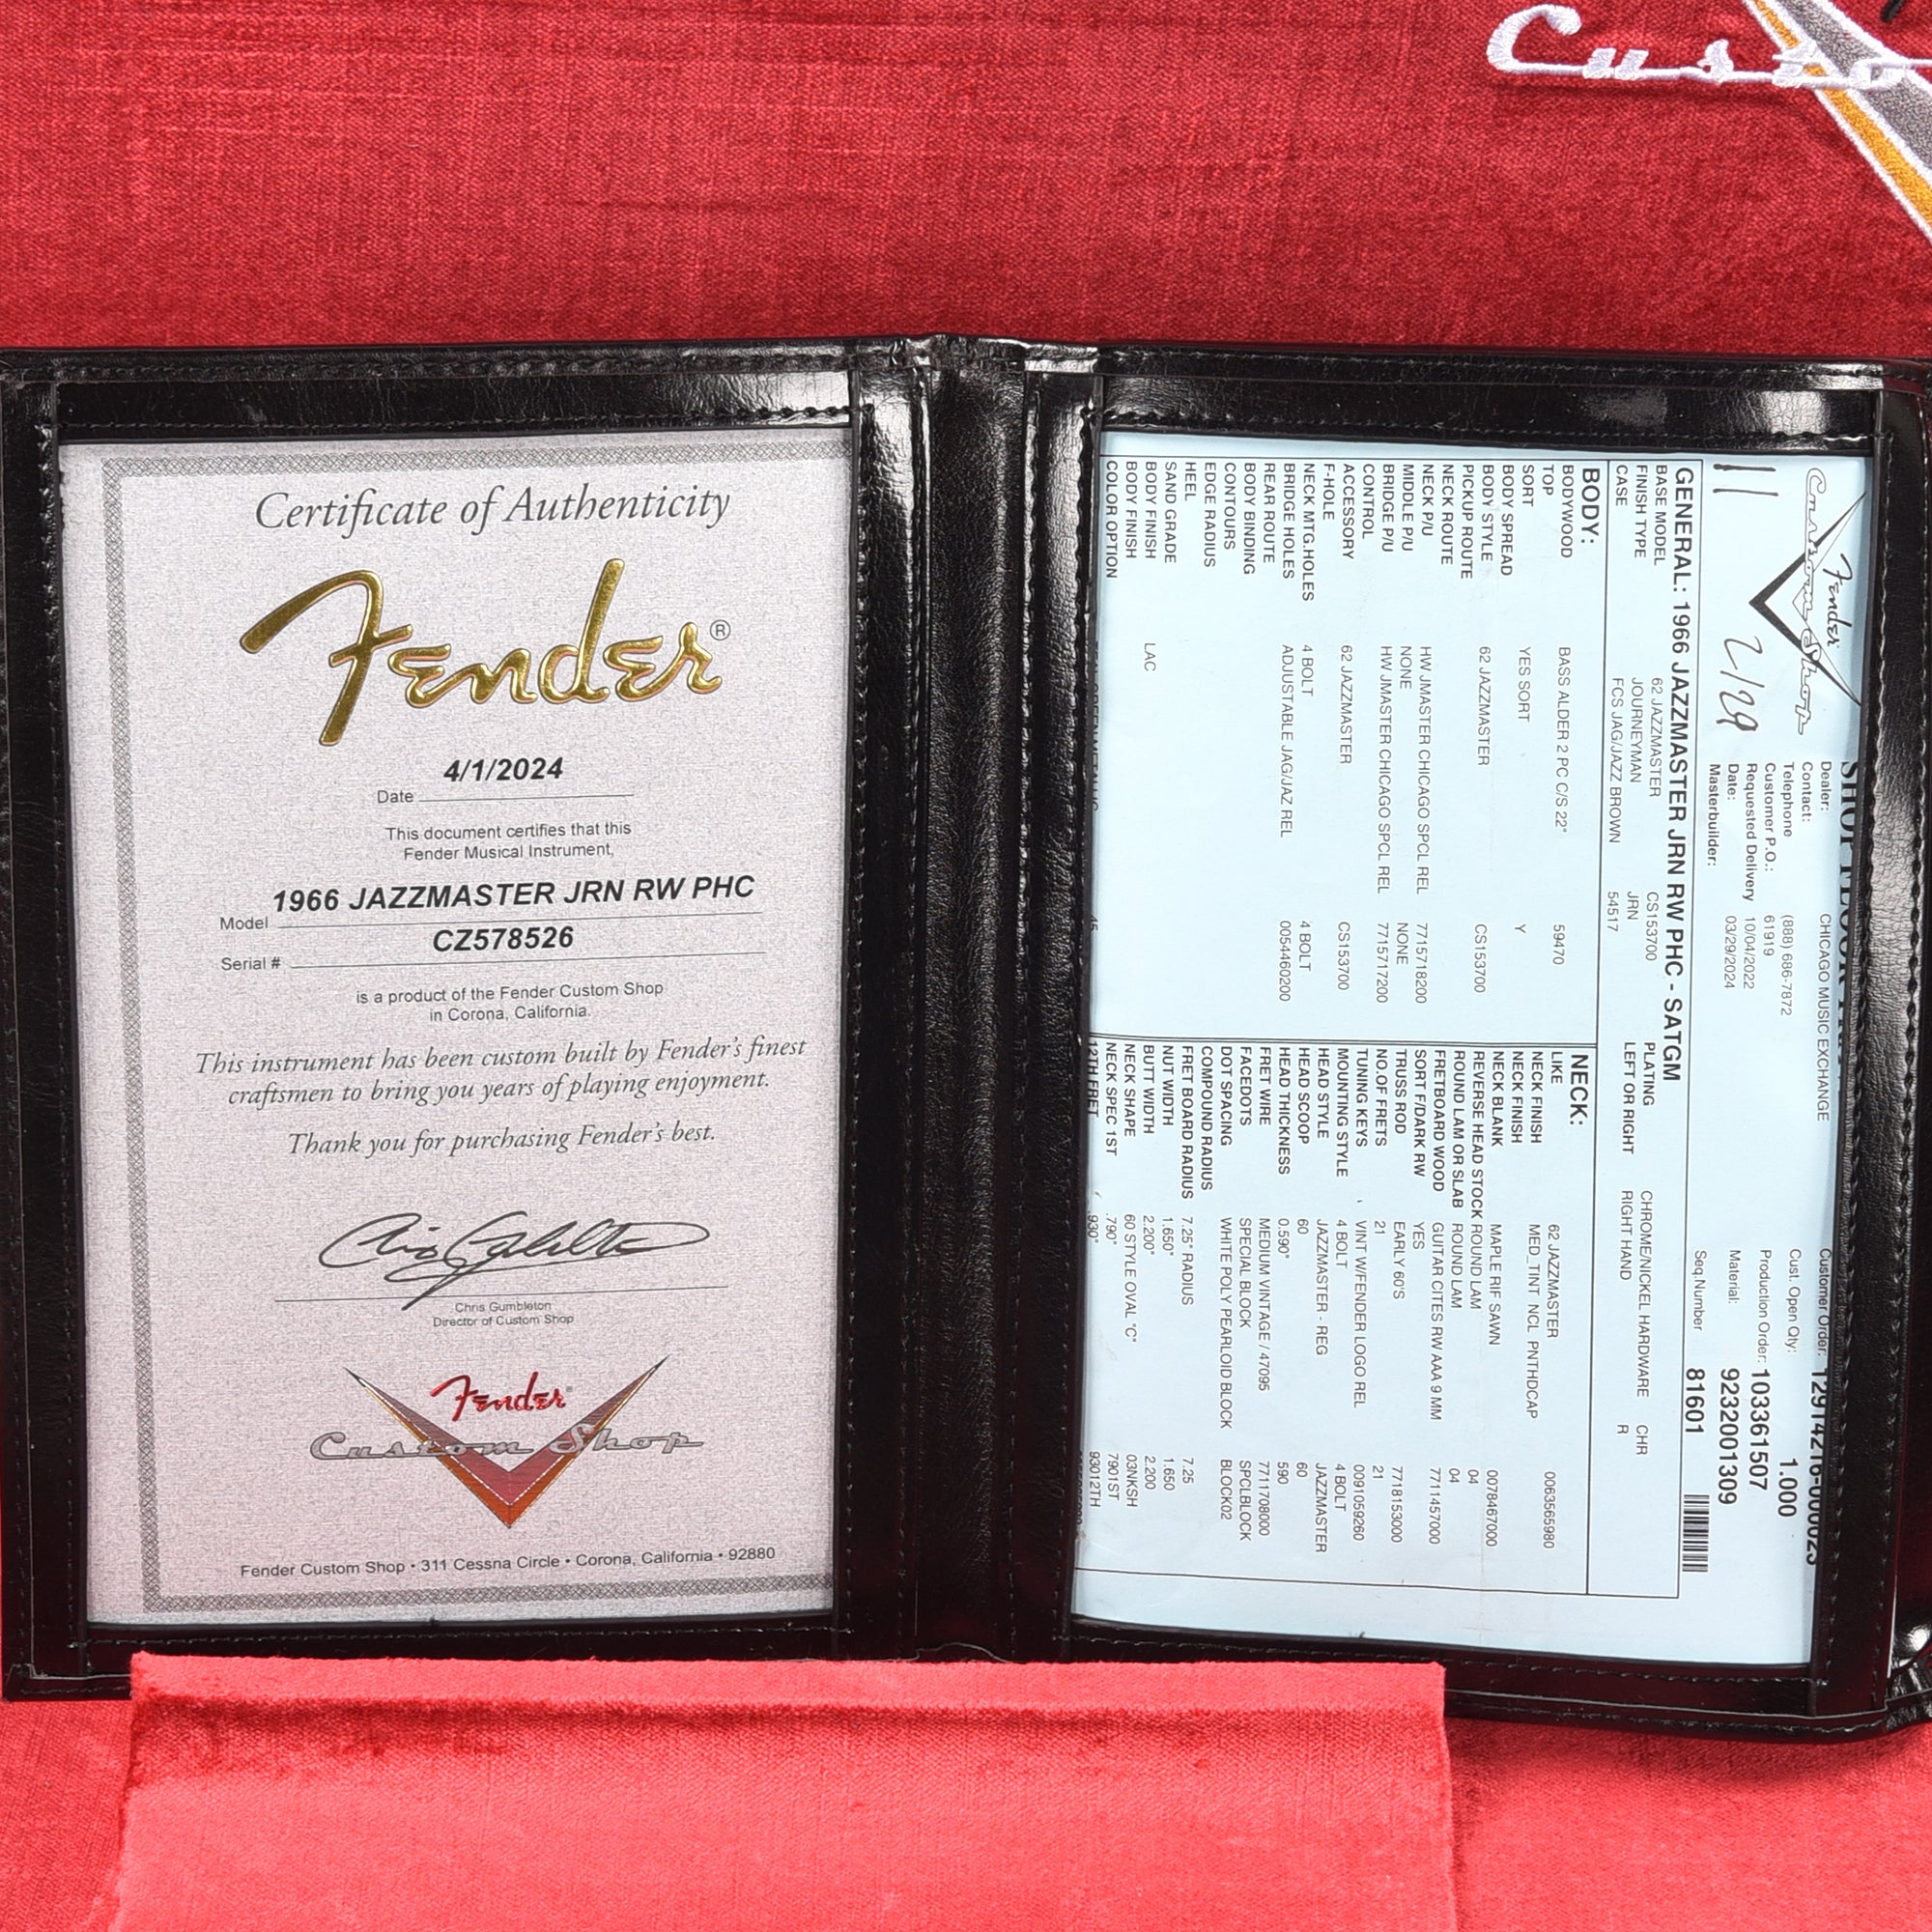 Custo
Certificate of Authenticity
Fender®
4/1/2024
Date
This document certifies that this
Fender Musical Instrument,
1966 JAZZMASTER JRN RW PHC
Model
CZ578526
Serial #
is a product of the Fender Custom Shop
in Corona, California.
This instrument has been custom built by Fender's finest
craftsmen to bring you years of playing enjoyment.
Thank you for purchasing Fender's best.
Chris Gumbleton
Director of Custom Shop
Fender
Custom Shop
Fender Custom Shop • 311 Cessna Circle • Corona, California • 92880
Fender
Custom Shop
11
2/29
Dealer: CHICAGO MUSIC EXCHANGE Customer Order:
Contact: Cust. Open Qty: 1.000
Telephone (888) 686-7872 Production Order: 103361507
Customer P.O.: 61919 Material: 9232001309
Requested Delivery 10/04/2022 Seq.Number 81601
Date: 03/29/2024
Masterbuilder:
GENERAL: 1966 JAZZMASTER JRN RW PHC - SATGM
BASE MODEL 62 JAZZMASTER CS153700 PLATING CHROME/NICKEL HARDWARE CHR
FINISH TYPE JOURNEYMAN JRN LEFT OR RIGHT RIGHT HAND R
CASE FCS JAG/JAZZ BROWN 54517
BODY:
BODYWOOD BASS ALDER 2 PC C/S 22" 59470
TOP
SORT YES SORT Y
BODY SPREAD
BODY STYLE 62 JAZZMASTER CS153700
PICKUP ROUTE
NECK ROUTE
NECK P/U HW JMASTER CHICAGO SPCL REL 7715718200
MIDDLE P/U NONE NONE
BRIDGE P/U HW JMASTER CHICAGO SPCL REL 7715717200
CONTROL
ACCESSORY 62 JAZZMASTER CS153700
F-HOLE
NECK MTG.HOLES 4 BOLT 4 BOLT
BRIDGE HOLES ADJUSTABLE JAG/JAZ REL 0054460200
REAR ROUTE
BODY BINDING
CONTOURS
EDGE RADIUS
HEEL
SAND GRADE
BODY FINISH LAC
BODY FINISH
COLOR OPTION
NECK:
LIKE 62 JAZZMASTER 0063565980
NECK FINISH MED_TINT NCL PNTHDCAP
NECK FINISH
NECK BLANK MAPLE RIF SAWN 0078467000
REVERSE HEAD STOCK ROUND LAM 04
ROUND LAM OR SLAB ROUND LAM 04
FRETBOARD WOOD GUITAR CITES RW AAA 9 MM 7711457000
SORT F/DARK RW YES
TRUSS ROD EARLY 60'S 7718153000
NO.OF FRETS 21 21
TUNING KEYS VINT W/FENDER LOGO REL 0091059260
MOUNTING STYLE 4 BOLT 4 BOLT
HEAD STYLE JAZZMASTER - REG JAZZMASTER
HEAD SCOOP 60 60
HEAD THICKNESS 0.590" 590
FRET WIRE MEDIUM VINTAGE / 47095 7711708000
FACEDOTS SPECIAL BLOCK SPCLBLOCK
DOT SPACING WHITE POLY PEARLOID BLOCK BLOCK02
COMPOUND RADIUS
FRET BOARD RADIUS 7.25" RADIUS 7.25
NUT WIDTH 1.650" 1.650
BUTT WIDTH 2.200" 2.200
NECK SHAPE 60 STYLE OVAL "C" 03NKSH
NECK SPEC 1ST .790" 7901ST
12TH FRET .930" 93012TH